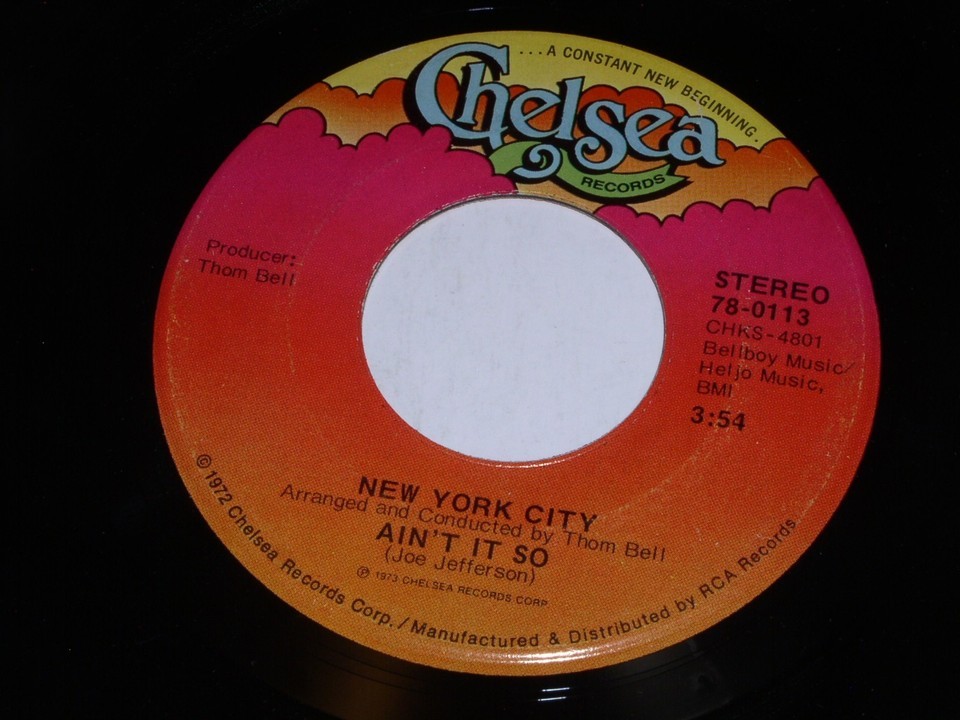 ...A CONSTANT NEW BEGINNING.
Chelsea
RECORDS
Producer:
Thom Bell
STEREO
78-0113
CHKS-4801
Bellboy Music/
Heljo Music,
BMI
3:54
NEW YORK CITY
Arranged and Conducted by Thom Bell
AIN'T IT SO
(Joe Jefferson)
℗ 1973 CHELSEA RECORDS CORP
© 1972 Chelsea Records Corp. / Manufactured & Distributed by RCA Records